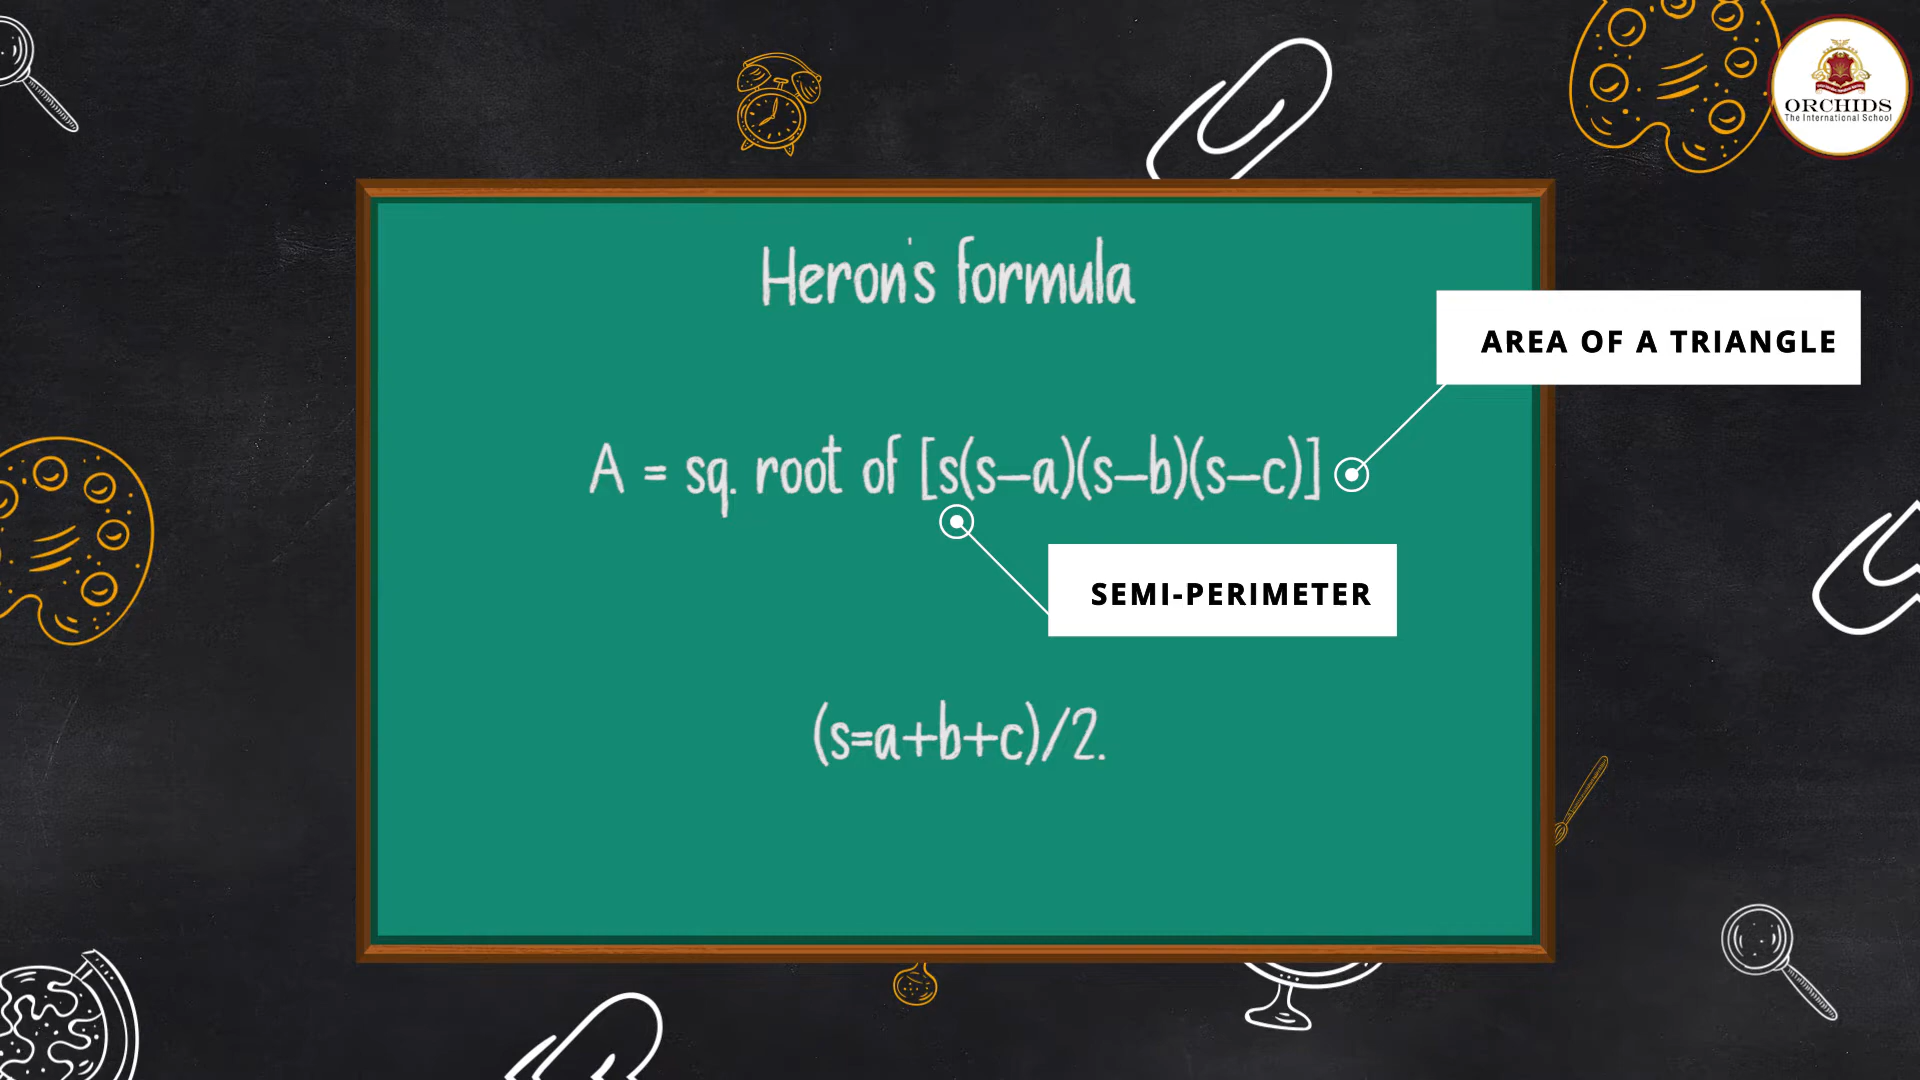 ORCHIDS
The International School
Heron's formula
AREA OF A TRIANGLE
A = sq. root of [s(s–a)(s–b)(s–c)]
SEMI-PERIMETER
(s=a+b+c)/2.